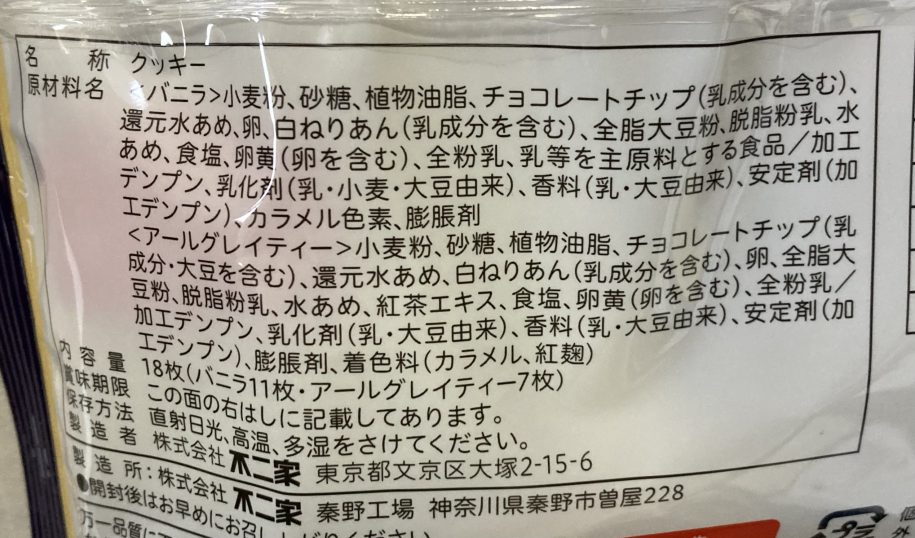 名称 クッキー
原材料名 <バニラ>小麦粉、砂糖、植物油脂、チョコレートチップ(乳成分を含む)、
還元水あめ、卵、白ねりあん(乳成分を含む)、全脂大豆粉、脱脂粉乳、水
あめ、食塩、卵黄(卵を含む)、全粉乳、乳等を主原料とする食品/加工
デンプン、乳化剤(乳・小麦・大豆由来)、香料(乳・大豆由来)、安定剤(加
工デンプン)、カラメル色素、膨脹剤
<アールグレイティー>小麦粉、砂糖、植物油脂、チョコレートチップ(乳
成分・大豆を含む)、還元水あめ、白ねりあん(乳成分を含む)、卵、全脂大
豆粉、脱脂粉乳、水あめ、紅茶エキス、食塩、卵黄(卵を含む)、全粉乳/
加工デンプン、乳化剤(乳・大豆由来)、香料(乳・大豆由来)、安定剤(加
工デンプン)、膨脹剤、着色料(カラメル、紅麹)
内容量 18枚(バニラ11枚・アールグレイティー7枚)
賞味期限 この面の右はしに記載してあります。
保存方法 直射日光、高温、多湿をさけてください。
製造者 株式会社 不二家 東京都文京区大塚2-15-6
製造所:株式会社 不二家 秦野工場 神奈川県秦野市曽屋228
●開封後はお早めにお召し上がりください。
万一品質に
プラ
外